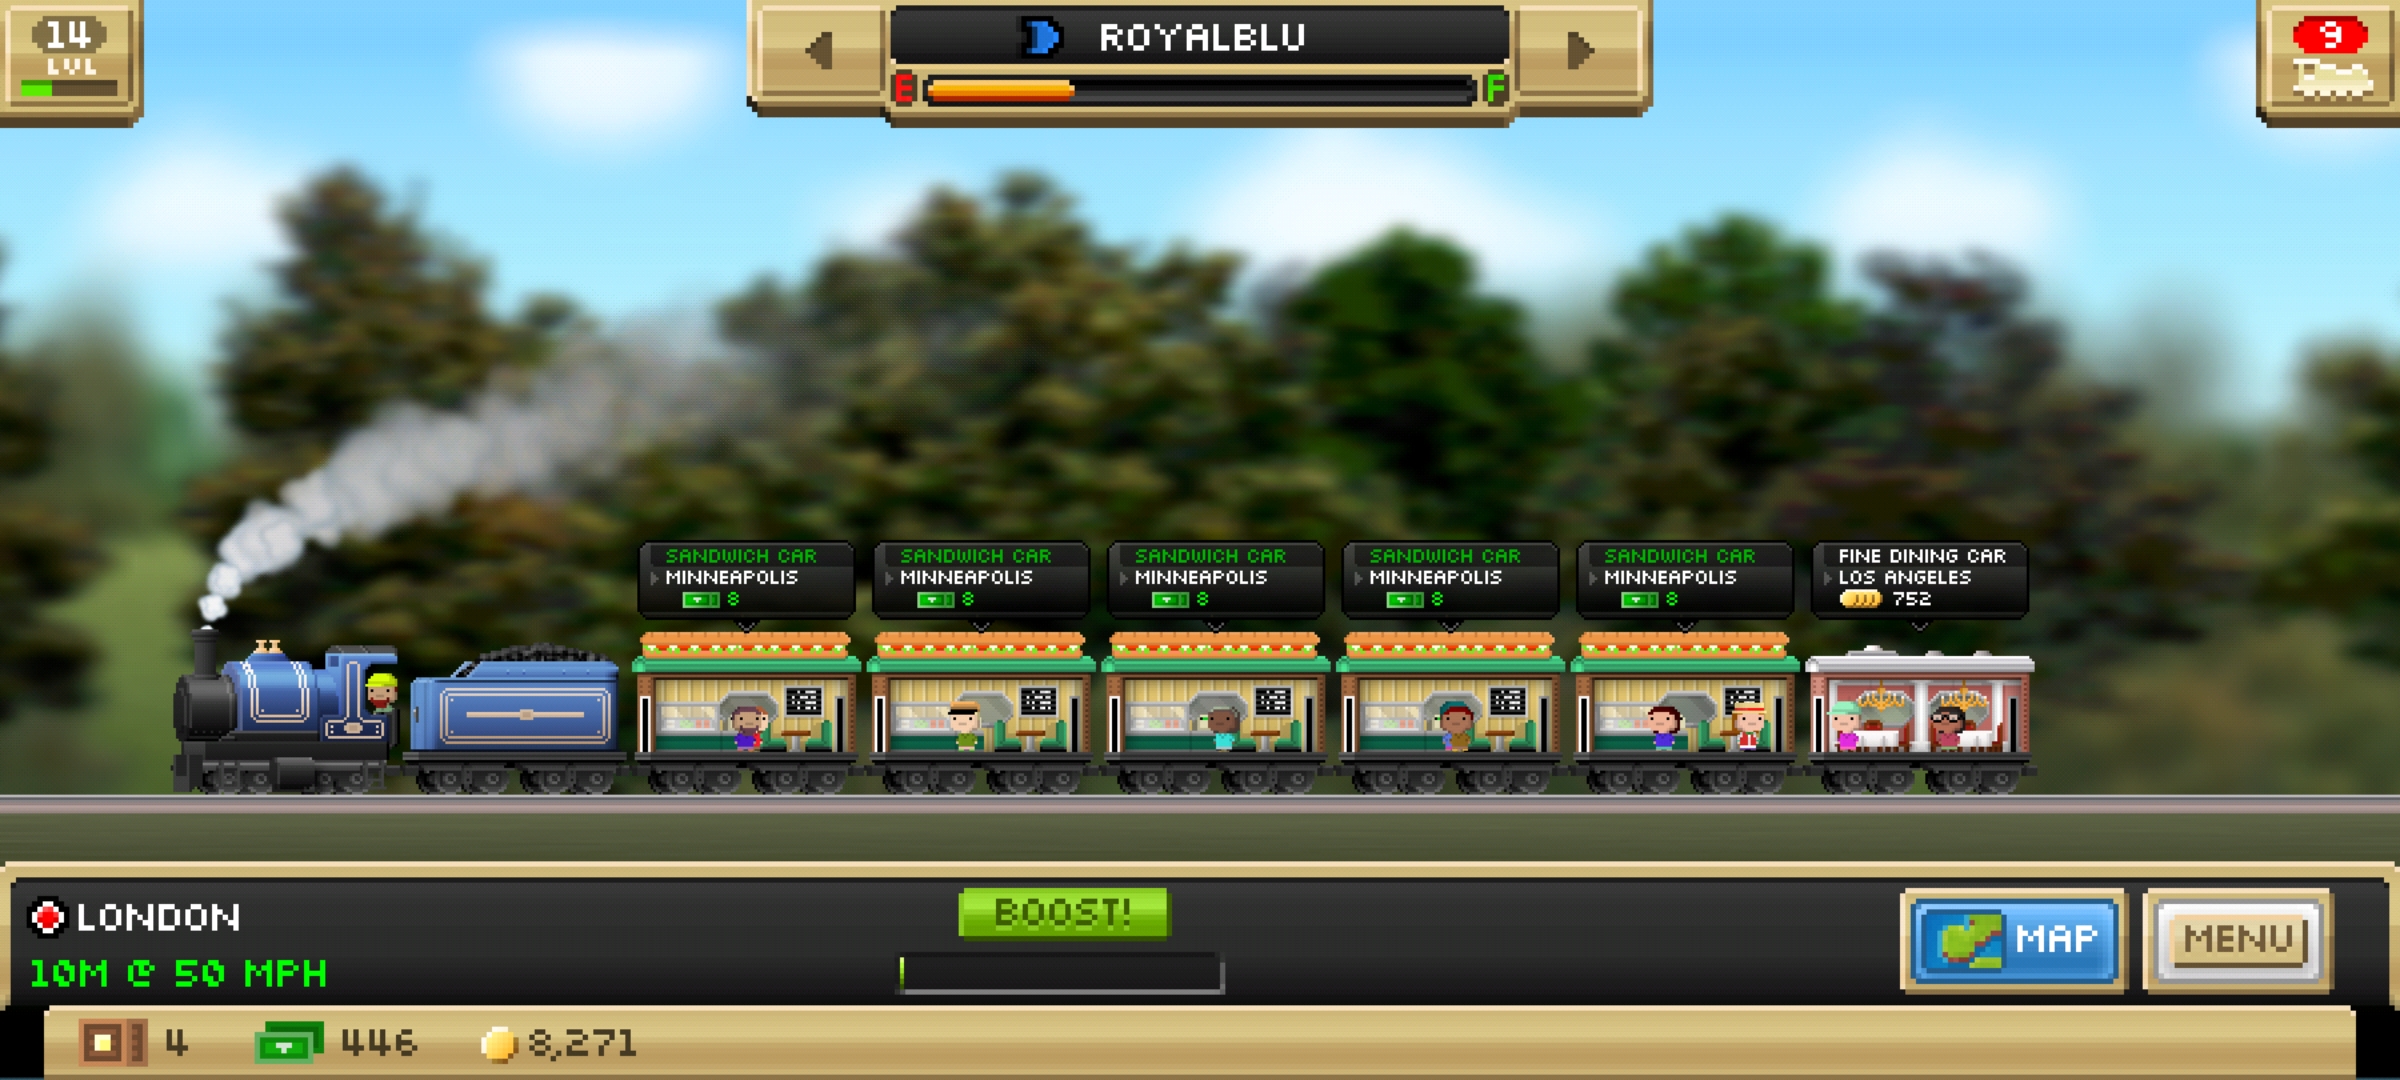 14
LVL
ROYALBLU
E
F
9
SANDWICH CAR
MINNEAPOLIS
8
SANDWICH CAR
MINNEAPOLIS
8
SANDWICH CAR
MINNEAPOLIS
8
SANDWICH CAR
MINNEAPOLIS
8
SANDWICH CAR
MINNEAPOLIS
8
FINE DINING CAR
LOS ANGELES
752
LONDON
10M @ 50 MPH
BOOST!
MAP
MENU
4
446
8,271